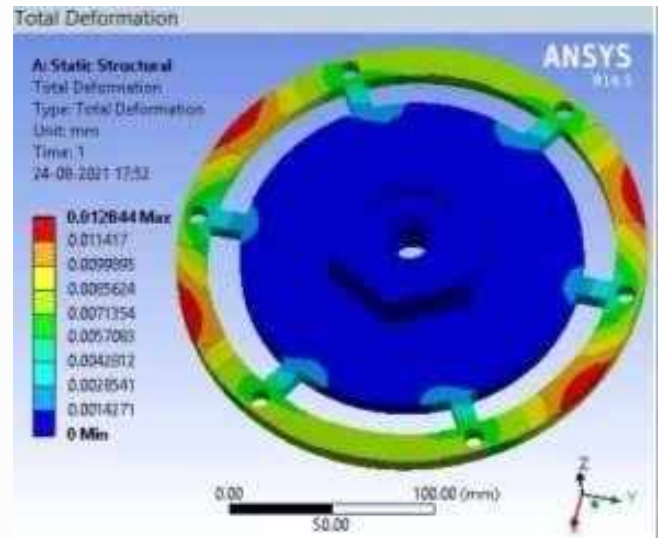 Total Deformation
A: Static Structural
Total Deformation
Type: Total Deformation
Unit: mm
Time: 1
24-08-2021 17:52
ANSYS
R14.5
0.012844 Max
0.011417
0.0099895
0.0085624
0.0071354
0.0057083
0.0042812
0.0028541
0.0014271
0 Min
0.00
100.00 (mm)
50.00
Z
Y